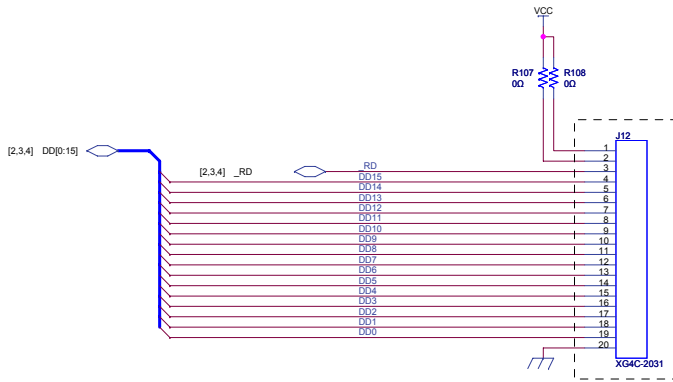 VCC
R107 R108
0Ω 0Ω
J12
[2,3,4] DD[0:15]
[2,3,4] _RD
1
2
_RD 3
DD15 4
DD14 5
DD13 6
DD12 7
DD11 8
DD10 9
DD9 10
DD8 11
DD7 12
DD6 13
DD5 14
DD4 15
DD3 16
DD2 17
DD1 18
DD0 19
20
XG4C-2031